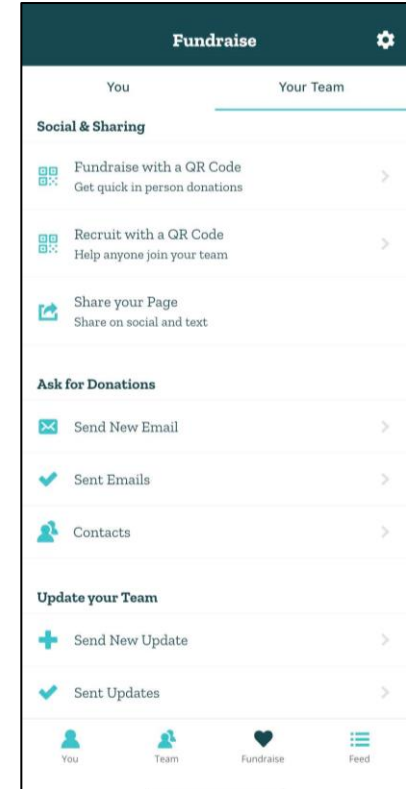 Fundraise
You Your Team
Social & Sharing
Fundraise with a QR Code
Get quick in person donations
Recruit with a QR Code
Help anyone join your team
Share your Page
Share on social and text
Ask for Donations
Send New Email
Sent Emails
Contacts
Update your Team
Send New Update
Sent Updates
You Team Fundraise Feed